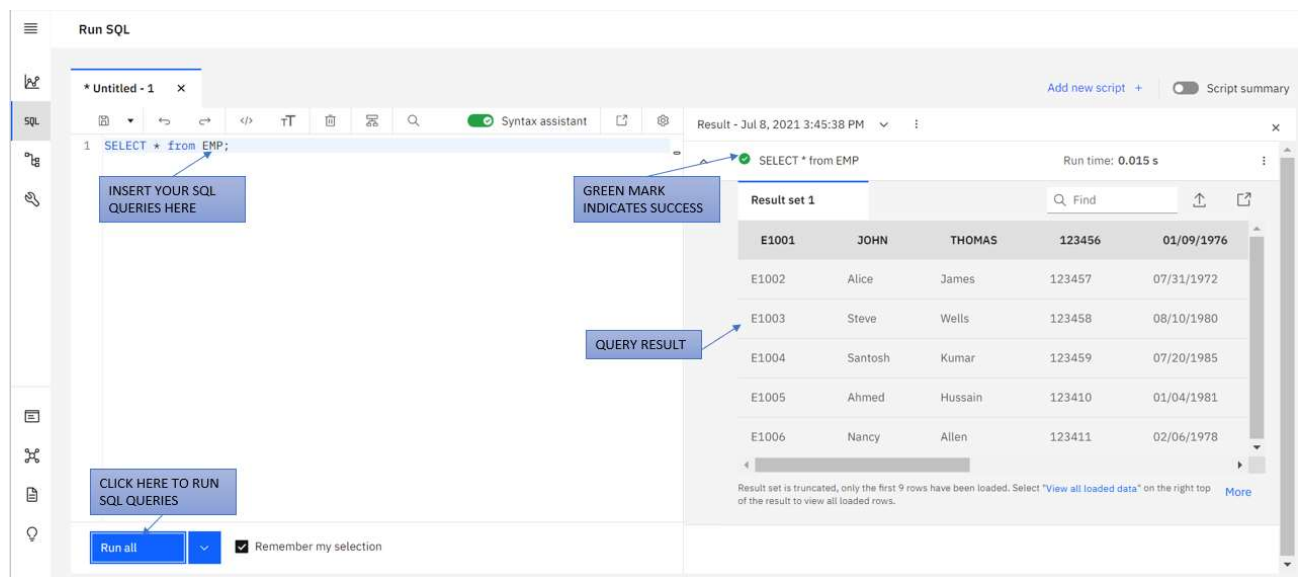 Run SQL
* Untitled - 1 ×
Add new script + Script summary
SQL
Syntax assistant
Result - Jul 8, 2021 3:45:38 PM
1 SELECT * from EMP;
SELECT * from EMP Run time: 0.015 s
INSERT YOUR SQL
QUERIES HERE
GREEN MARK
INDICATES SUCCESS
Result set 1 Find
E1001 JOHN THOMAS 123456 01/09/1976
E1002 Alice James 123457 07/31/1972
E1003 Steve Wells 123458 08/10/1980
QUERY RESULT
E1004 Santosh Kumar 123459 07/20/1985
E1005 Ahmed Hussain 123410 01/04/1981
E1006 Nancy Allen 123411 02/06/1978
CLICK HERE TO RUN
SQL QUERIES
Result set is truncated, only the first 9 rows have been loaded. Select "View all loaded data" on the right top
of the result to view all loaded rows.
More
Run all Remember my selection